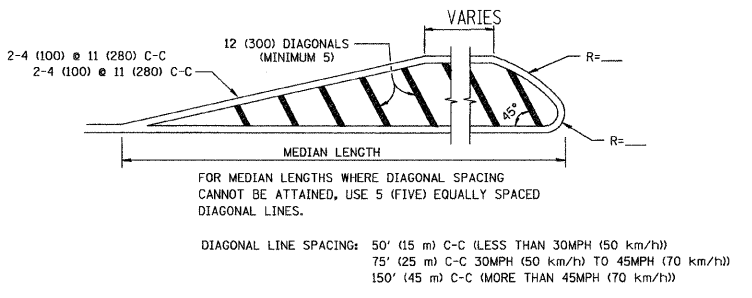 VARIES
12 (300) DIAGONALS
(MINIMUM 5)
2-4 (100) @ 11 (280) C-C
2-4 (100) @ 11 (280) C-C
R=___
45°
R=___
MEDIAN LENGTH
FOR MEDIAN LENGTHS WHERE DIAGONAL SPACING
CANNOT BE ATTAINED, USE 5 (FIVE) EQUALLY SPACED
DIAGONAL LINES.
DIAGONAL LINE SPACING: 50' (15 m) C-C (LESS THAN 30MPH (50 km/h))
75' (25 m) C-C 30MPH (50 km/h) TO 45MPH (70 km/h))
150' (45 m) C-C (MORE THAN 45MPH (70 km/h))